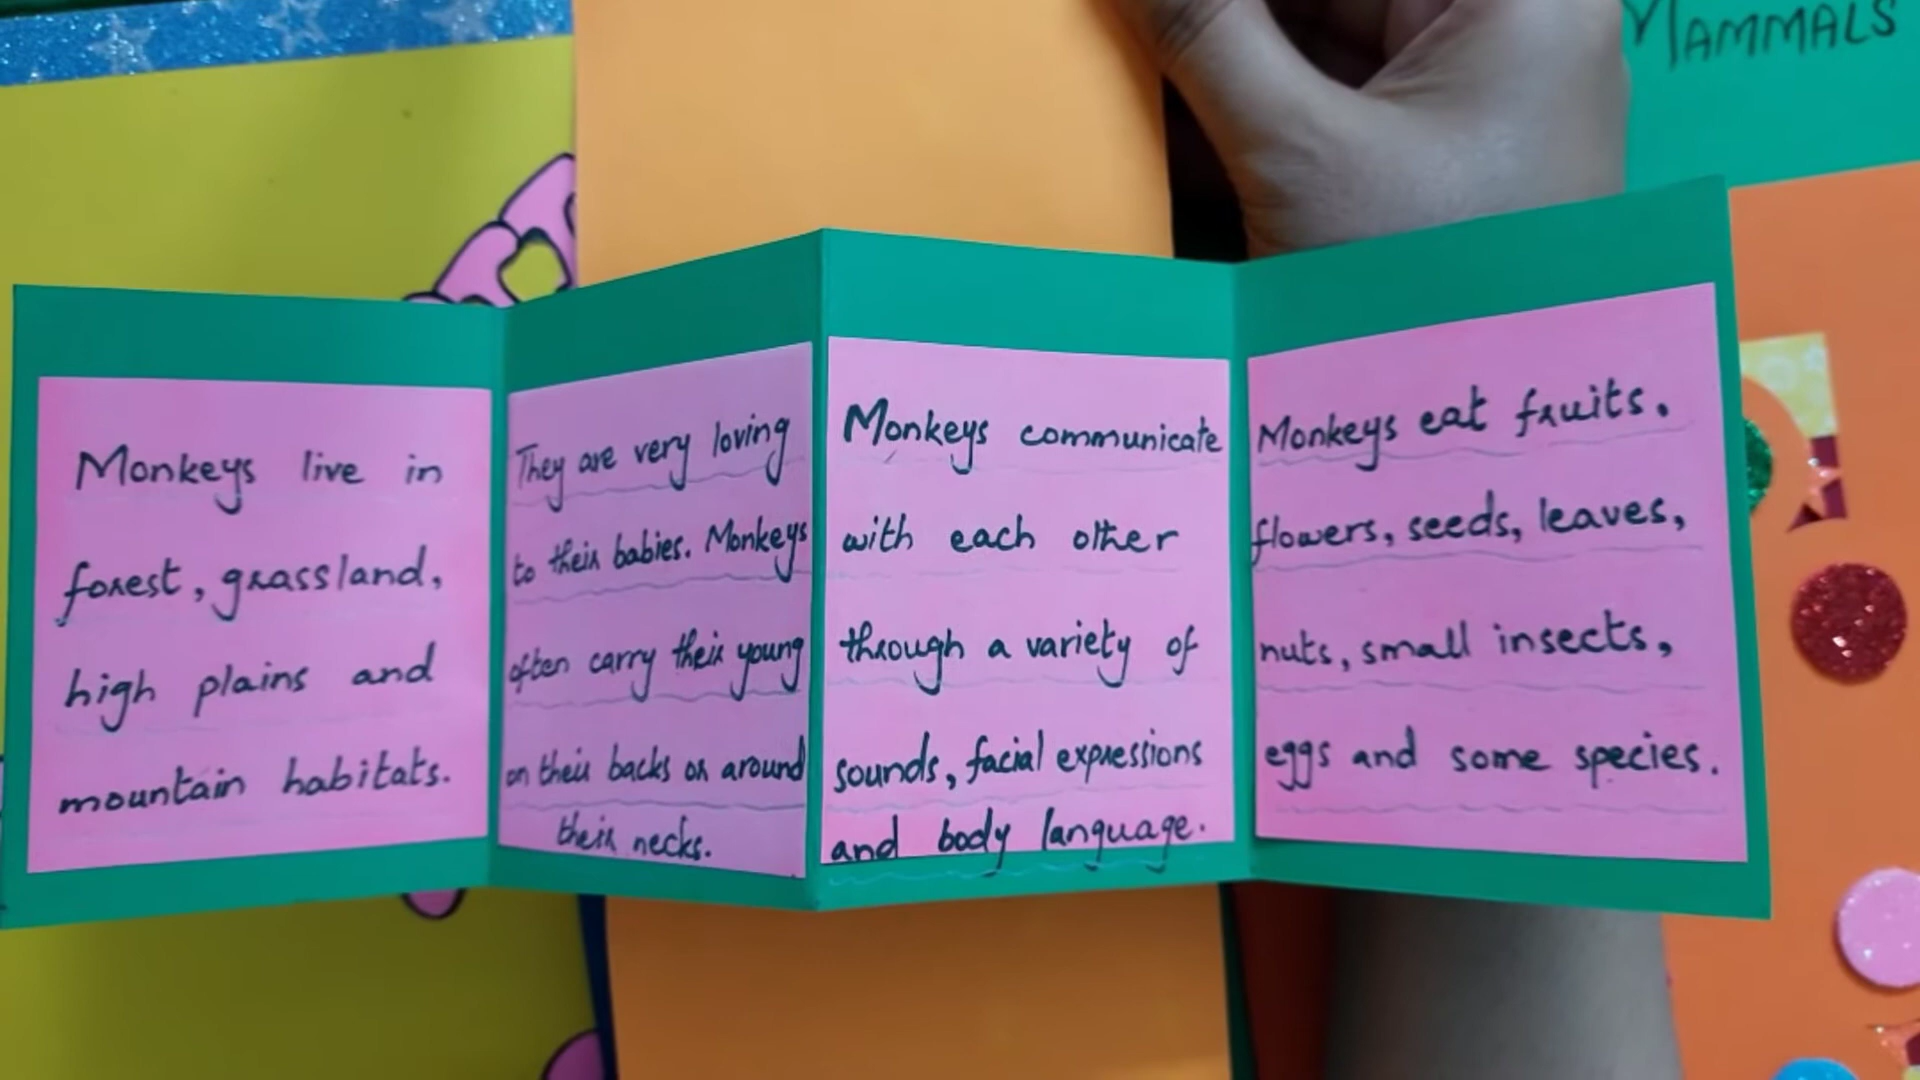 MAMMALS
Monkeys live in
forest, grassland,
high plains and
mountain habitats.
They are very loving
to their babies. Monkeys
often carry their young
on their backs or around
their necks.
Monkeys communicate
with each other
through a variety of
sounds, facial expressions
and body language.
Monkeys eat fruits.
flowers, seeds, leaves,
nuts, small insects,
eggs and some species.